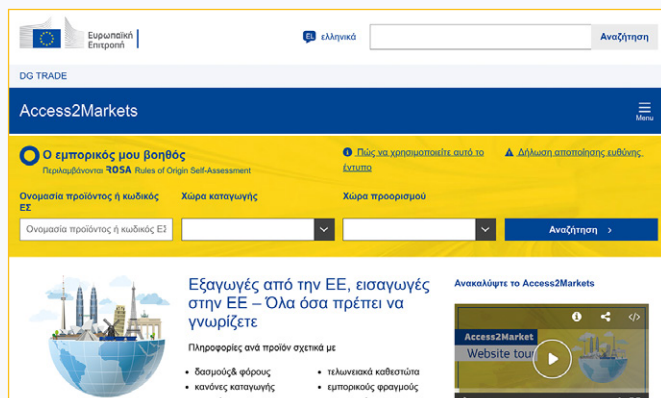 Ευρωπαϊκή
Επιτροπή
EL ελληνικά
Αναζήτηση
DG TRADE
Access2Markets
Menu
Ο εμπορικός μου βοηθός
Περιλαμβάνονται ROSA Rules of Origin Self-Assessment
Πώς να χρησιμοποιείτε αυτό το
έντυπο
Δήλωση αποποίησης ευθύνης.
Ονομασία προϊόντος ή κωδικός
ΕΣ
Χώρα καταγωγής
Χώρα προορισμού
Ονομασία προϊόντος ή κωδικός ΕΣ
Αναζήτηση
Εξαγωγές από την ΕΕ, εισαγωγές
στην ΕΕ – Όλα όσα πρέπει να
γνωρίζετε
Πληροφορίες ανά προϊόν σχετικά με
• δασμούς& φόρους
• κανόνες καταγωγής
• τελωνειακά καθεστώτα
• εμπορικούς φραγμούς
Ανακαλύψτε το Access2Markets
Access2Market
Website tour